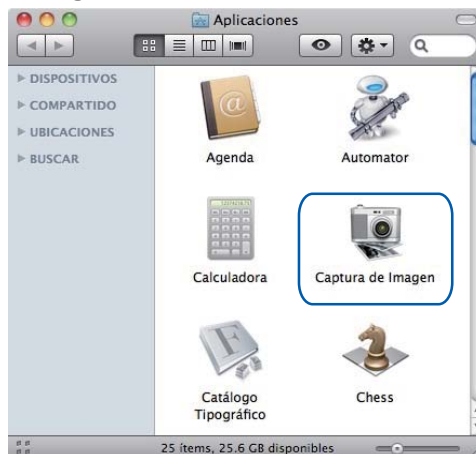 Aplicaciones
DISPOSITIVOS
COMPARTIDO
UBICACIONES
BUSCAR
Agenda
Automator
Calculadora
Captura de Imagen
Catálogo
Tipográfico
Chess
25 ítems, 25.6 GB disponibles